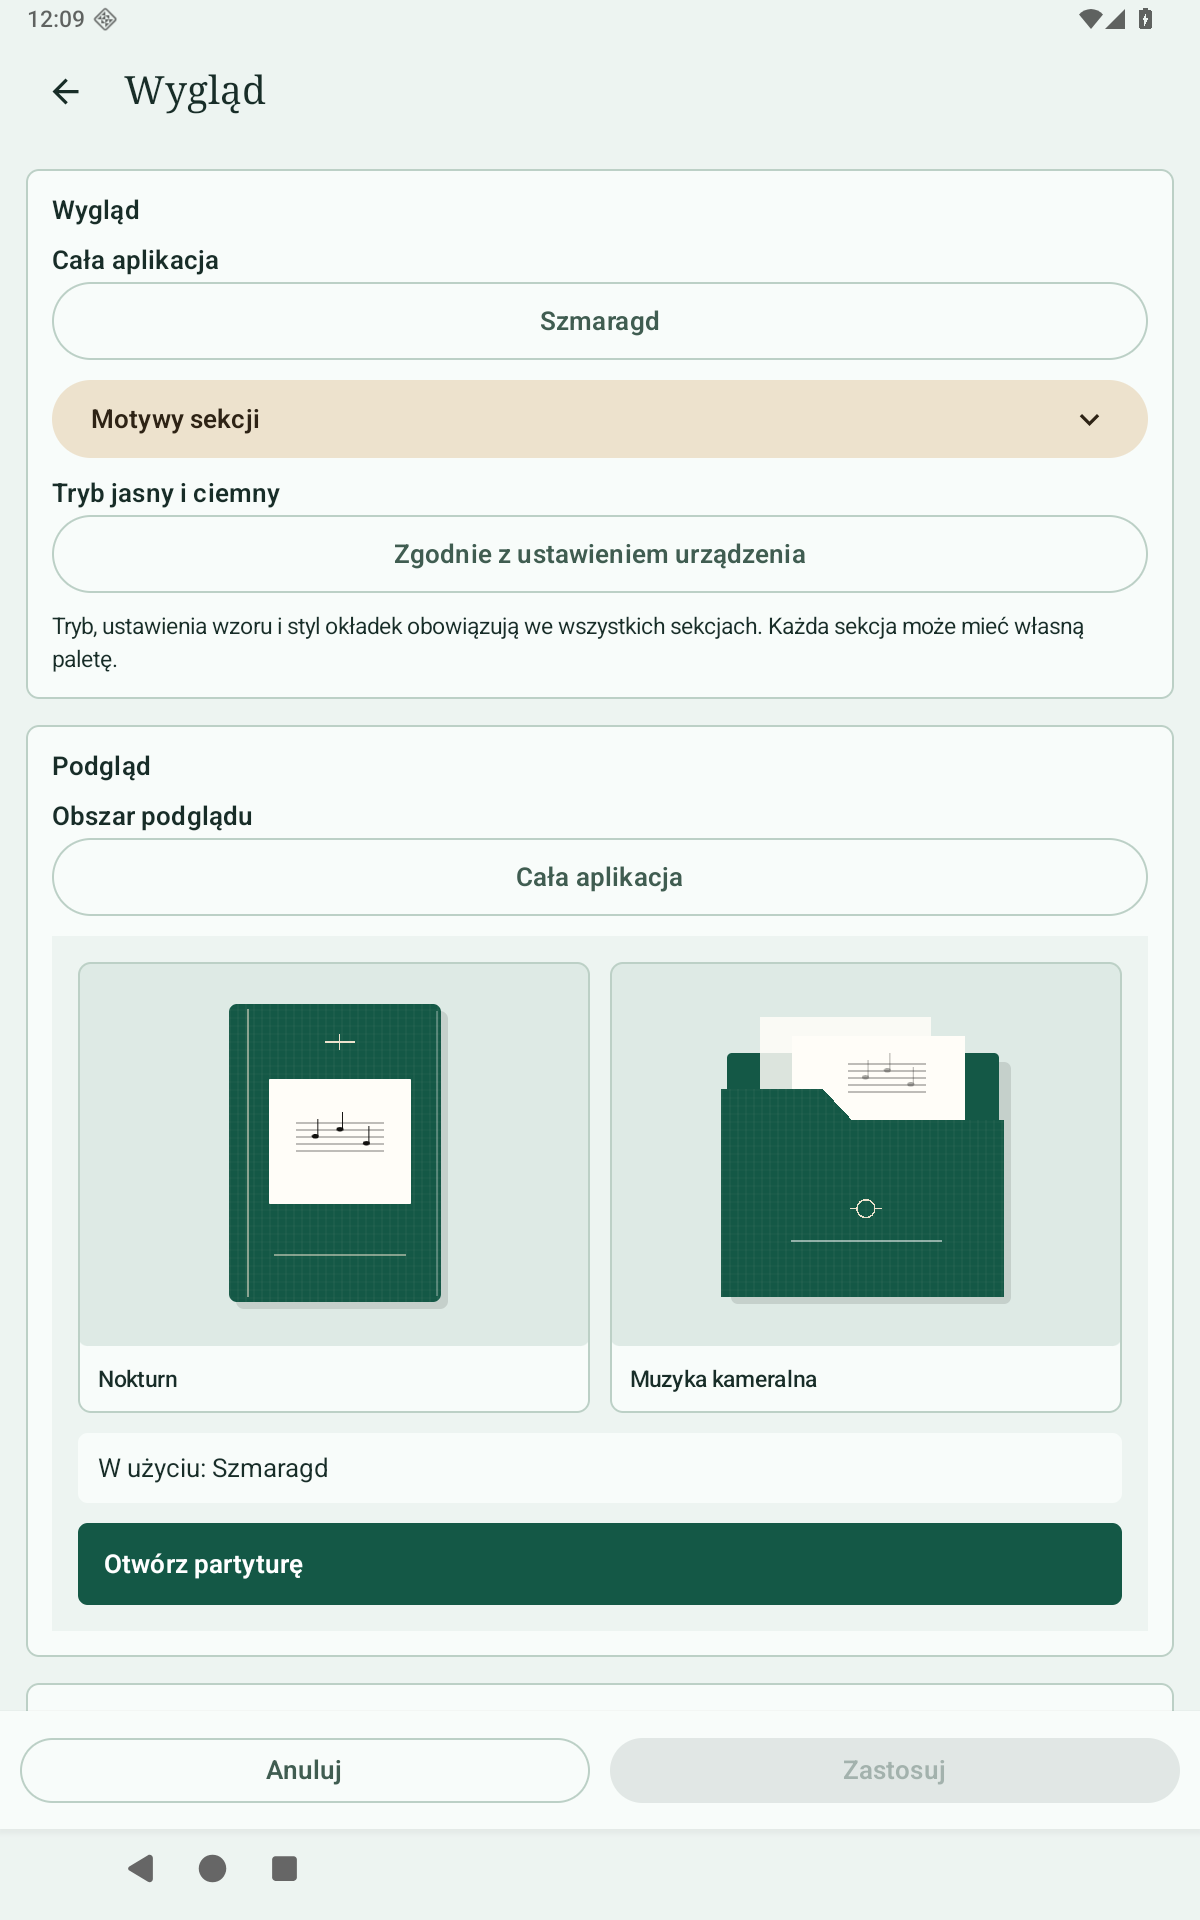 12:09
Wygląd
Wygląd
Cała aplikacja
Szmaragd
Motywy sekcji
Tryb jasny i ciemny
Zgodnie z ustawieniem urządzenia
Tryb, ustawienia wzoru i styl okładek obowiązują we wszystkich sekcjach. Każda sekcja może mieć własną
paletę.
Podgląd
Obszar podglądu
Cała aplikacja
Nokturn
Muzyka kameralna
W użyciu: Szmaragd
Otwórz partyturę
Anuluj
Zastosuj